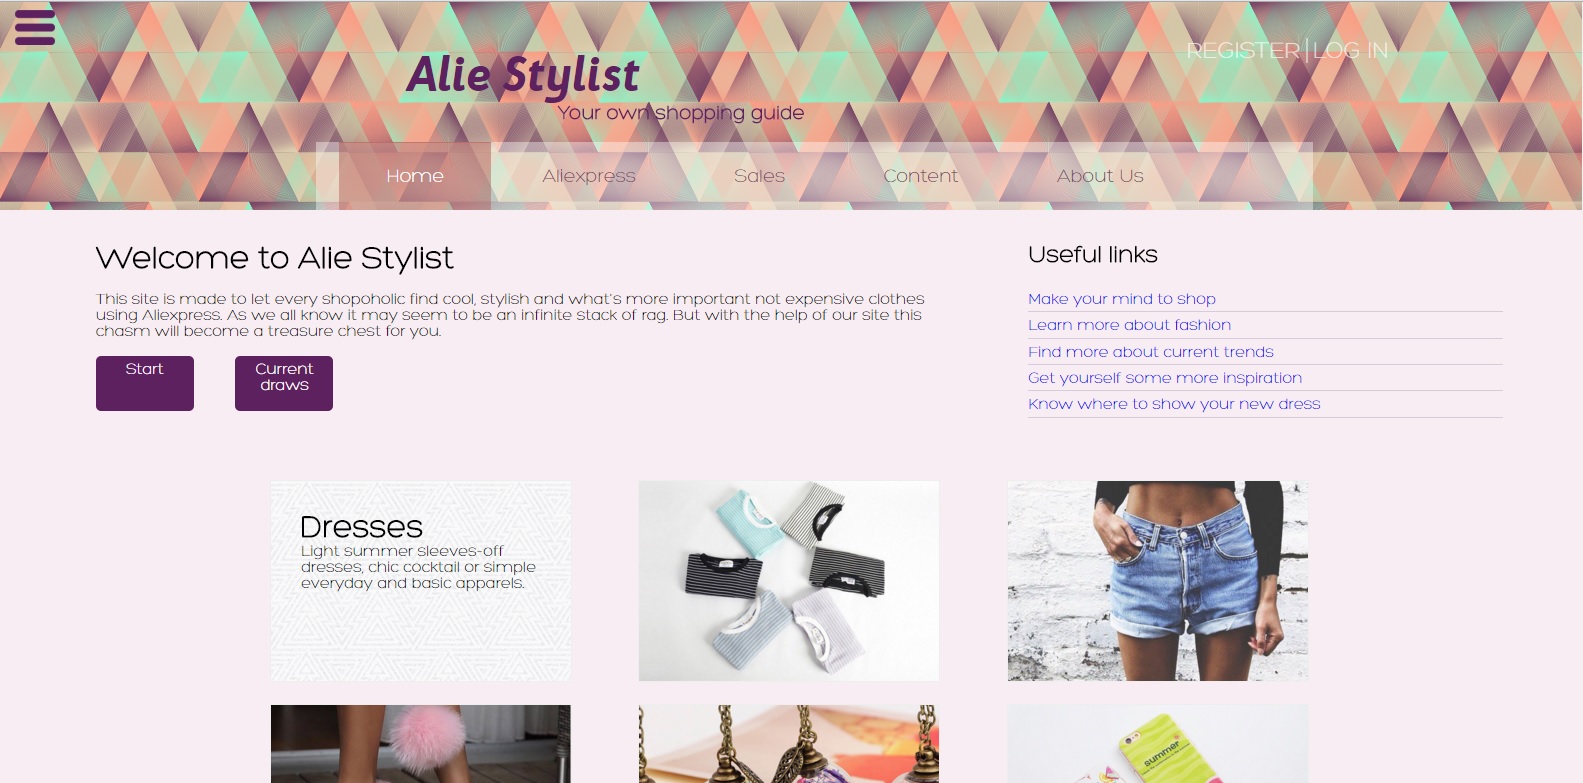 REGISTER|LOG IN
Alie Stylist
Your own shopping guide
Home Aliexpress Sales Content About Us
Welcome to Alie Stylist
This site is made to let every shopoholic find cool, stylish and what's more important not expensive clothes
using Aliexpress. As we all know it may seem to be an infinite stack of rag. But with the help of our site this
chasm will become a treasure chest for you.
Start
Current
draws
Useful links
Make your mind to shop
Learn more about fashion
Find more about current trends
Get yourself some more inspiration
Know where to show your new dress
Dresses
Light summer sleeves-off
dresses, chic cocktail or simple
everyday and basic apparels.
summer